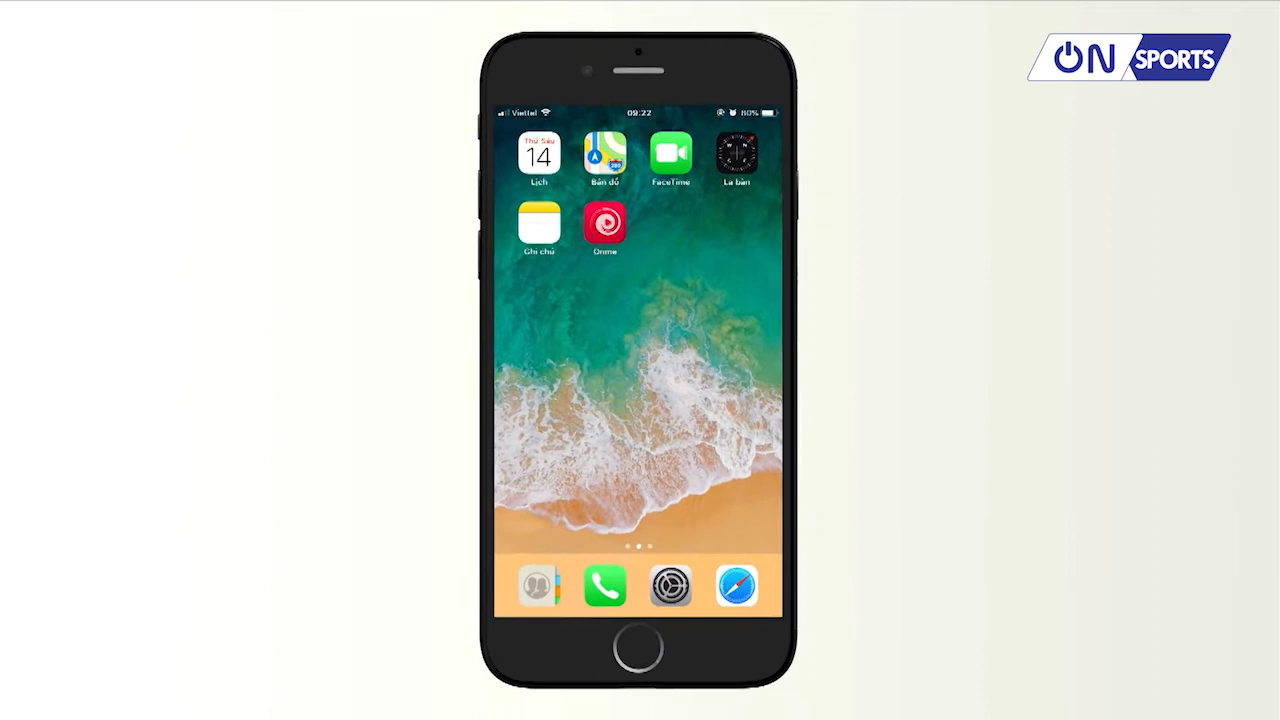 ON SPORTS
Viettel 09:22 80%
Thứ Sáu
14
Lịch Bản đồ FaceTime La bàn
Ghi chú Onme